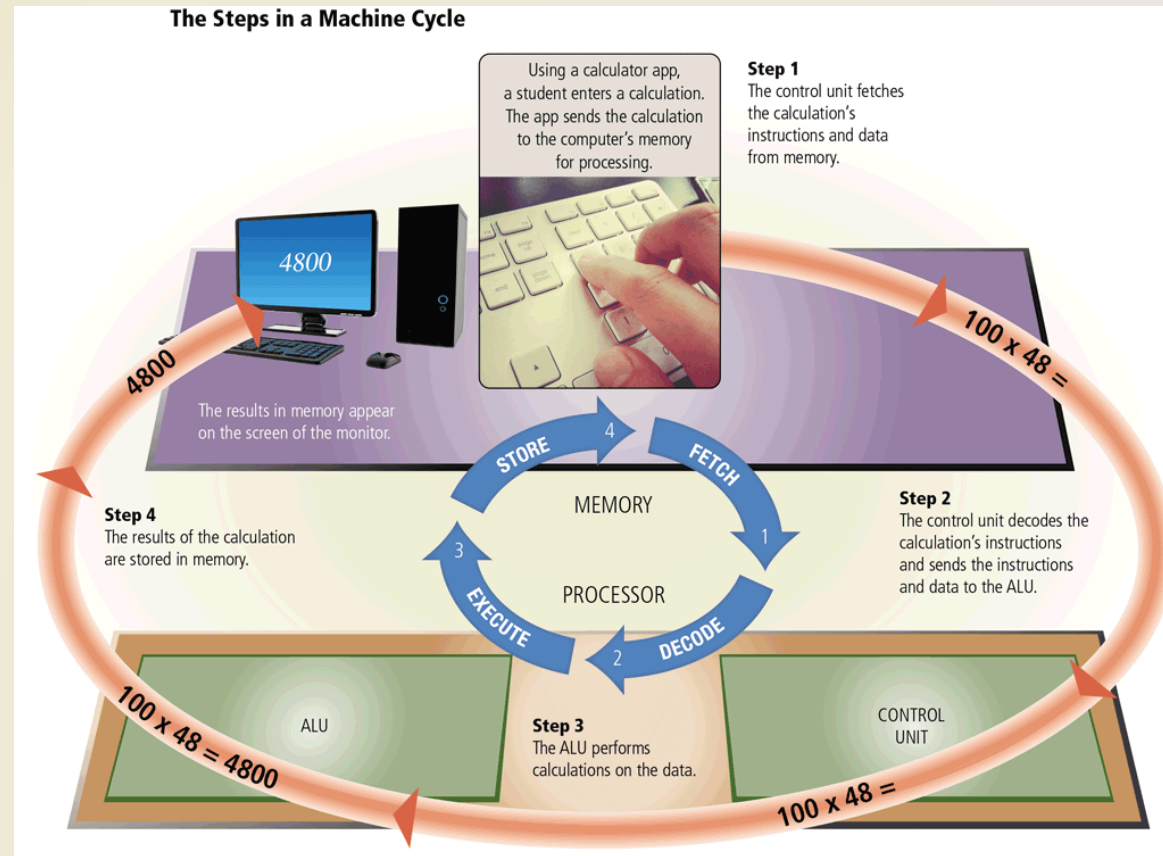 The Steps in a Machine Cycle
Using a calculator app,
a student enters a calculation.
The app sends the calculation
to the computer's memory
for processing.
Step 1
The control unit fetches
the calculation's
instructions and data
from memory.
4800
100 x 48 =
4800
The results in memory appear
on the screen of the monitor.
STORE
4
FETCH
1
MEMORY
Step 2
The control unit decodes the
calculation's instructions
and sends the instructions
and data to the ALU.
Step 4
The results of the calculation
are stored in memory.
3
EXECUTE
PROCESSOR
DECODE
2
ALU
100 x 48 = 4800
Step 3
The ALU performs
calculations on the data.
CONTROL
UNIT
100 x 48 =